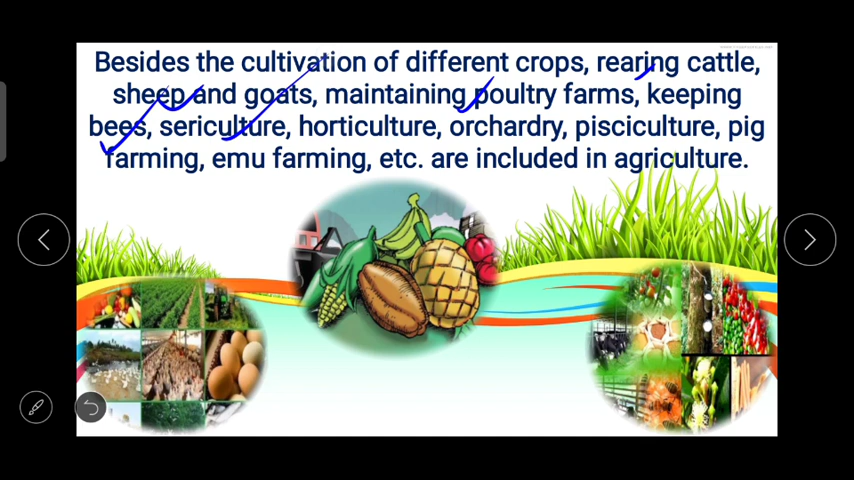 Besides the cultivation of different crops, rearing cattle,
sheep and goats, maintaining poultry farms, keeping
bees, sericulture, horticulture, orchardry, pisciculture, pig
farming, emu farming, etc. are included in agriculture.